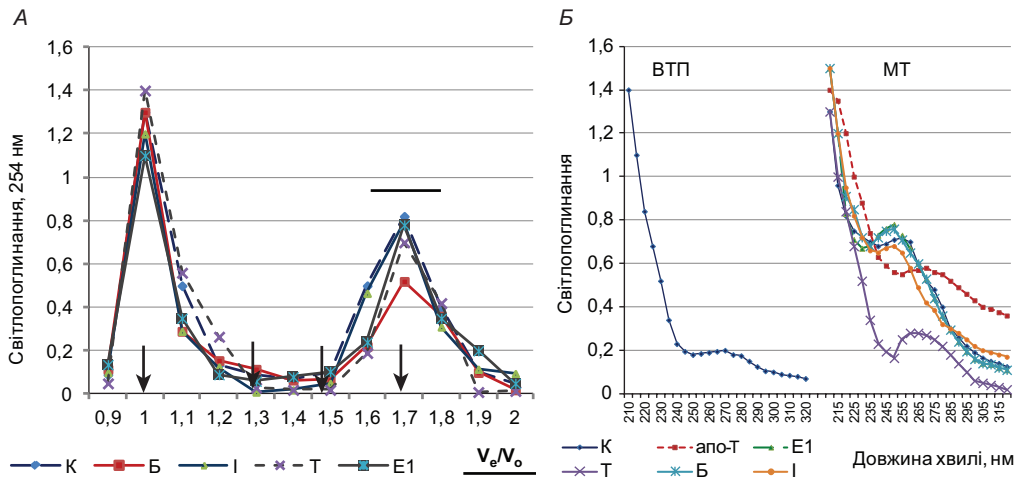 А
Б
Світлопоглинання, 254 нм
1,6
1,4
1,2
1
0,8
0,6
0,4
0,2
0
0,9 1 1,1 1,2 1,3 1,4 1,5 1,6 1,7 1,8 1,9 2
К Б І Т Е1
Ve/Vo
Світлопоглинання
1,6
1,4
1,2
1
0,8
0,6
0,4
0,2
0
ВТП МТ
210 220 230 240 250 260 270 280 290 300 310 320 215 225 235 245 255 265 275 285 295 305 315
К апо-Т Е1
Т Б І
Довжина хвилі, нм